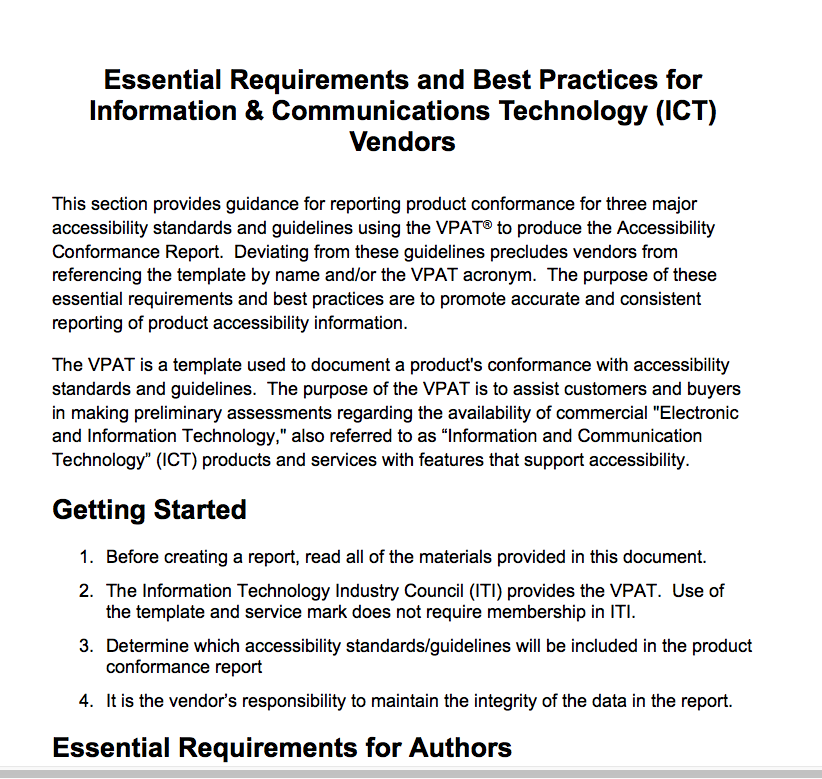 Essential Requirements and Best Practices for
Information & Communications Technology (ICT)
Vendors
This section provides guidance for reporting product conformance for three major
accessibility standards and guidelines using the VPAT® to produce the Accessibility
Conformance Report.  Deviating from these guidelines precludes vendors from
referencing the template by name and/or the VPAT acronym.  The purpose of these
essential requirements and best practices are to promote accurate and consistent
reporting of product accessibility information.
The VPAT is a template used to document a product's conformance with accessibility
standards and guidelines.  The purpose of the VPAT is to assist customers and buyers
in making preliminary assessments regarding the availability of commercial "Electronic
and Information Technology," also referred to as “Information and Communication
Technology” (ICT) products and services with features that support accessibility.
Getting Started
1. Before creating a report, read all of the materials provided in this document.
2. The Information Technology Industry Council (ITI) provides the VPAT.  Use of
the template and service mark does not require membership in ITI.
3. Determine which accessibility standards/guidelines will be included in the product
conformance report
4. It is the vendor’s responsibility to maintain the integrity of the data in the report.
Essential Requirements for Authors